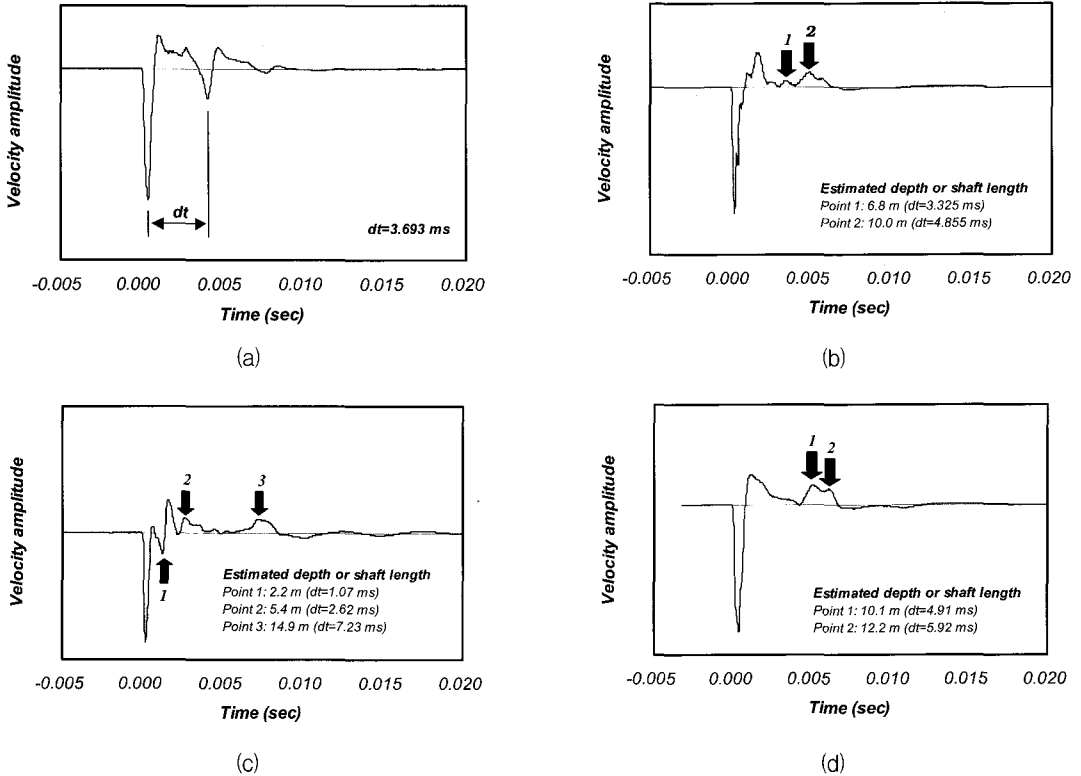 Velocity amplitude
dt
dt=3.693 ms
-0.005 0.000 0.005 0.010 0.015 0.020
Time (sec)
(a)
Velocity amplitude
1 2
Estimated depth or shaft length
Point 1: 6.8 m (dt=3.325 ms)
Point 2: 10.0 m (dt=4.855 ms)
-0.005 0.000 0.005 0.010 0.015 0.020
Time (sec)
(b)
Velocity amplitude
2 3
1
Estimated depth or shaft length
Point 1: 2.2 m (dt=1.07 ms)
Point 2: 5.4 m (dt=2.62 ms)
Point 3: 14.9 m (dt=7.23 ms)
-0.005 0.000 0.005 0.010 0.015 0.020
Time (sec)
(c)
Velocity amplitude
1 2
Estimated depth or shaft length
Point 1: 10.1 m (dt=4.91 ms)
Point 2: 12.2 m (dt=5.92 ms)
-0.005 0.000 0.005 0.010 0.015 0.020
Time (sec)
(d)